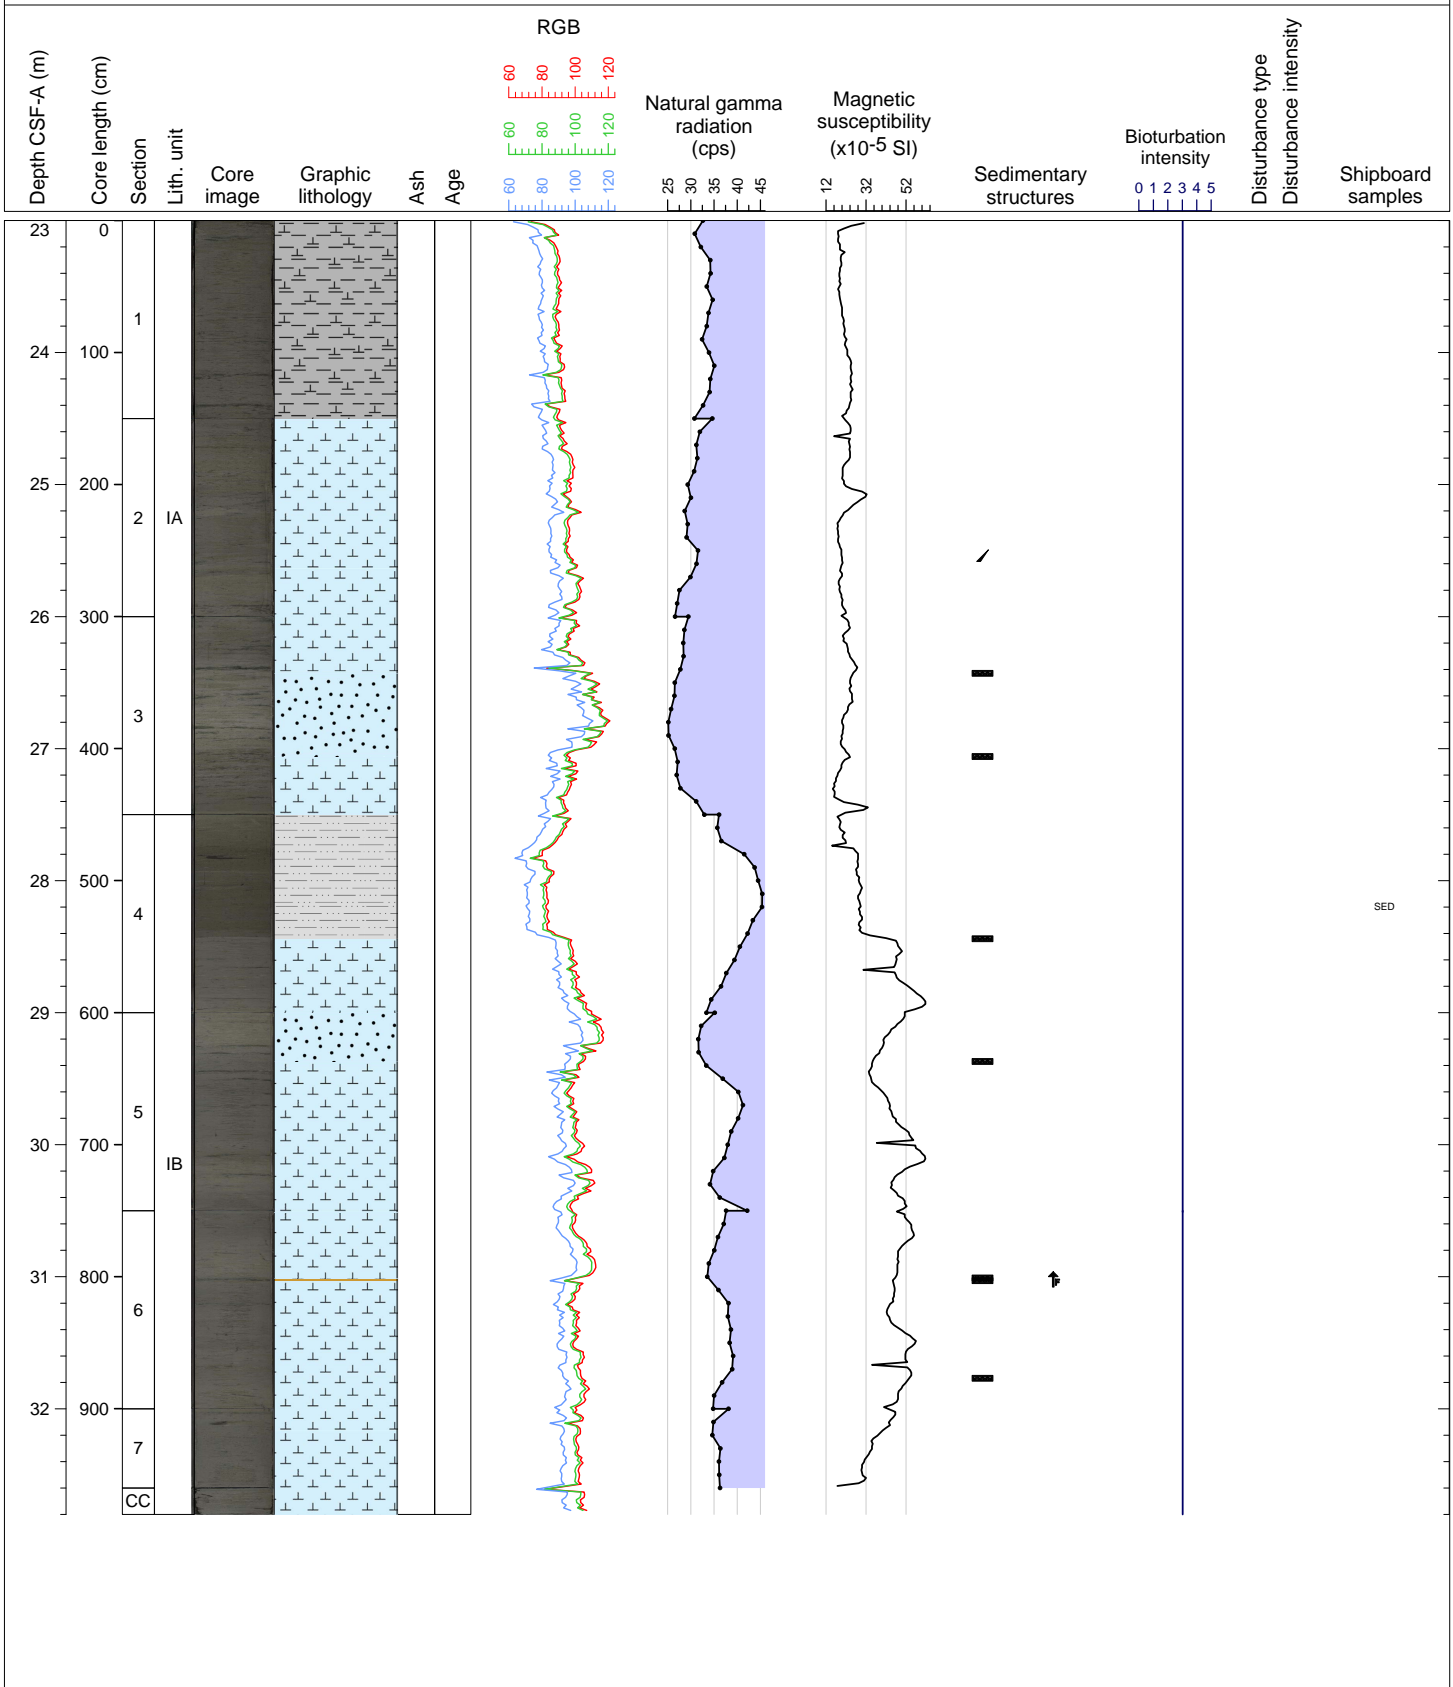 RGB
Depth CSF-A (m)
Core length (cm)
Section
Lith. unit
Core image
Graphic lithology
Ash
Age
60 80 100 120
60 80 100 120
60 80 100 120
Natural gamma radiation (cps)
25 30 35 40 45
Magnetic susceptibility (x10-5 SI)
12 32 52
Sedimentary structures
Bioturbation intensity
0 1 2 3 4 5
Disturbance type
Disturbance intensity
Shipboard samples
23 0
1
24 100
25 200
2 IA
26 300
3
27 400
28 500
4
SED
29 600
5
30 700
IB
31 800
F
6
32 900
7
CC